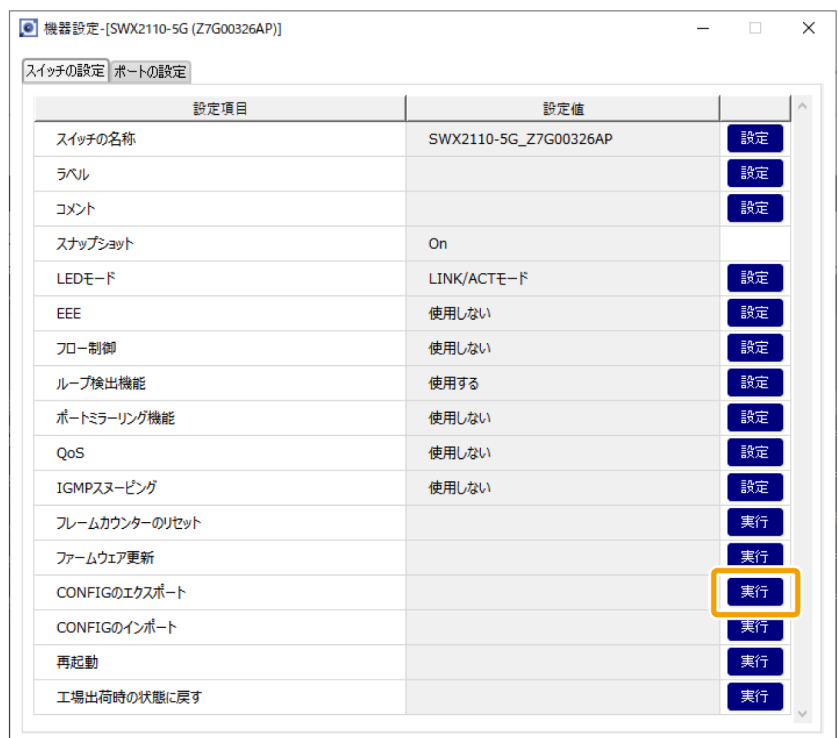 機器設定-[SWX2110-5G (Z7G00326AP)]
スイッチの設定 ポートの設定
設定項目 設定値
スイッチの名称 SWX2110-5G_Z7G00326AP 設定
ラベル 設定
コメント 設定
スナップショット On
LEDモード LINK/ACTモード 設定
EEE 使用しない 設定
フロー制御 使用しない 設定
ループ検出機能 使用する 設定
ポートミラーリング機能 使用しない 設定
QoS 使用しない 設定
IGMPスヌーピング 使用しない 設定
フレームカウンターのリセット 実行
ファームウェア更新 実行
CONFIGのエクスポート 実行
CONFIGのインポート 実行
再起動 実行
工場出荷時の状態に戻す 実行